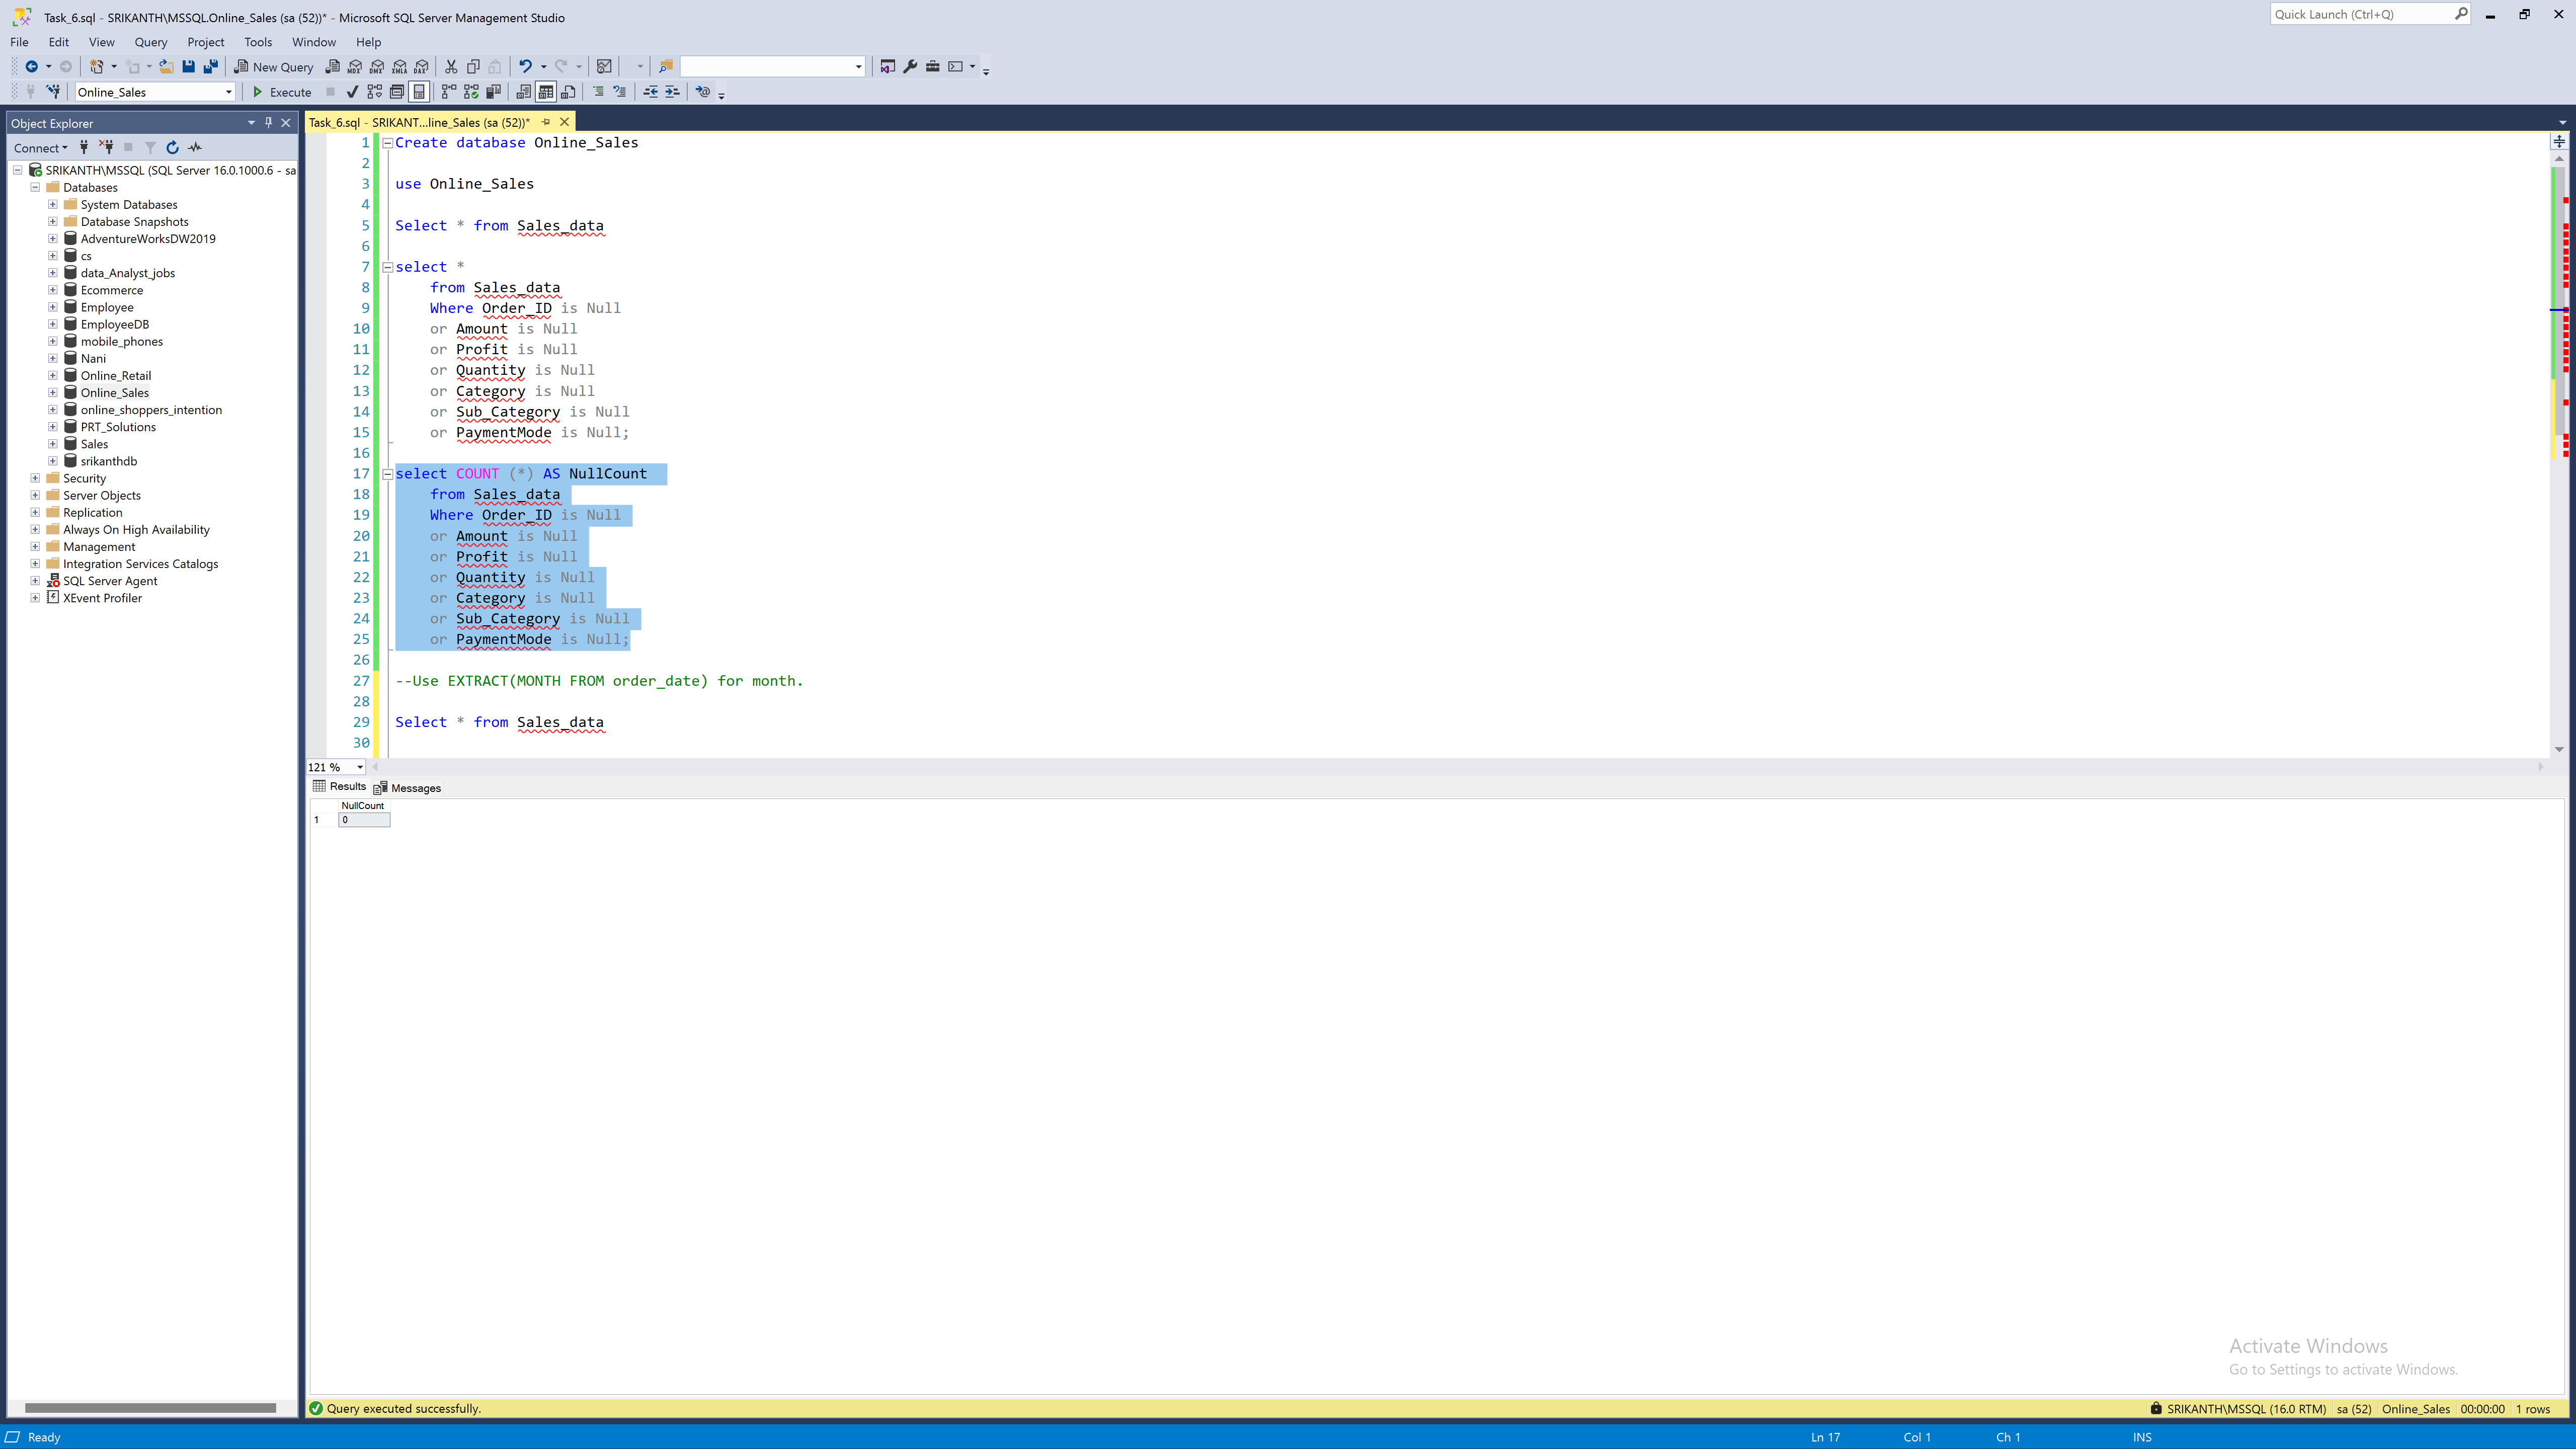 Task_6.sql - SRIKANTH\MSSQL.Online_Sales (sa (52))* - Microsoft SQL Server Management Studio
Quick Launch (Ctrl+Q)
File Edit View Query Project Tools Window Help
New Query
MDX DMX XMLA DAX
Online_Sales
Execute
Object Explorer
Connect
SRIKANTH\MSSQL (SQL Server 16.0.1000.6 - sa
Databases
System Databases
Database Snapshots
AdventureWorksDW2019
cs
data_Analyst_jobs
Ecommerce
Employee
EmployeeDB
mobile_phones
Nani
Online_Retail
Online_Sales
online_shoppers_intention
PRT_Solutions
Sales
srikanthdb
Security
Server Objects
Replication
Always On High Availability
Management
Integration Services Catalogs
SQL Server Agent
XEvent Profiler
Task_6.sql - SRIKANT...line_Sales (sa (52))*
1 Create database Online_Sales
2
3 use Online_Sales
4
5 Select * from Sales_data
6
7 select *
8 from Sales_data
9 Where Order_ID is Null
10 or Amount is Null
11 or Profit is Null
12 or Quantity is Null
13 or Category is Null
14 or Sub_Category is Null
15 or PaymentMode is Null;
16
17 select COUNT (*) AS NullCount
18 from Sales_data
19 Where Order_ID is Null
20 or Amount is Null
21 or Profit is Null
22 or Quantity is Null
23 or Category is Null
24 or Sub_Category is Null
25 or PaymentMode is Null;
26
27 --Use EXTRACT(MONTH FROM order_date) for month.
28
29 Select * from Sales_data
30
121 %
Results Messages
NullCount
1 0
Activate Windows
Go to Settings to activate Windows.
Query executed successfully.
SRIKANTH\MSSQL (16.0 RTM) sa (52) Online_Sales 00:00:00 1 rows
Ready
Ln 17 Col 1 Ch 1 INS